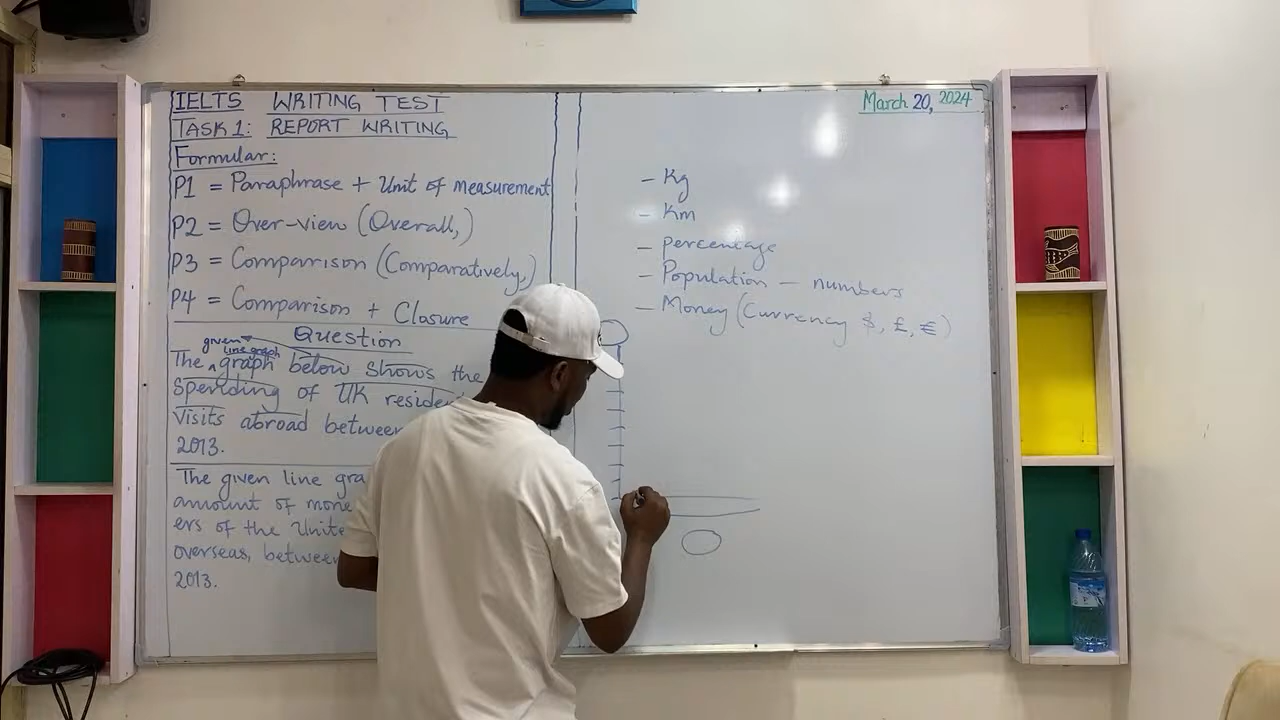 IELTS WRITING TEST
TASK 1: REPORT WRITING
Formular:
P1 = Paraphrase + Unit of measurement
P2 = Over-view (Overall,)
P3 = Comparison (Comparatively,)
P4 = Comparison + Closure
Question
given line graph
The ^ graph below shows the
Spending of UK
visits abroad between
2013.
The given line
amount of
ers of the
overseas, between
2013.
March 20, 2024
- Kg
- Km
- percentage
- Population - numbers
- Money (Currency $, £, €)